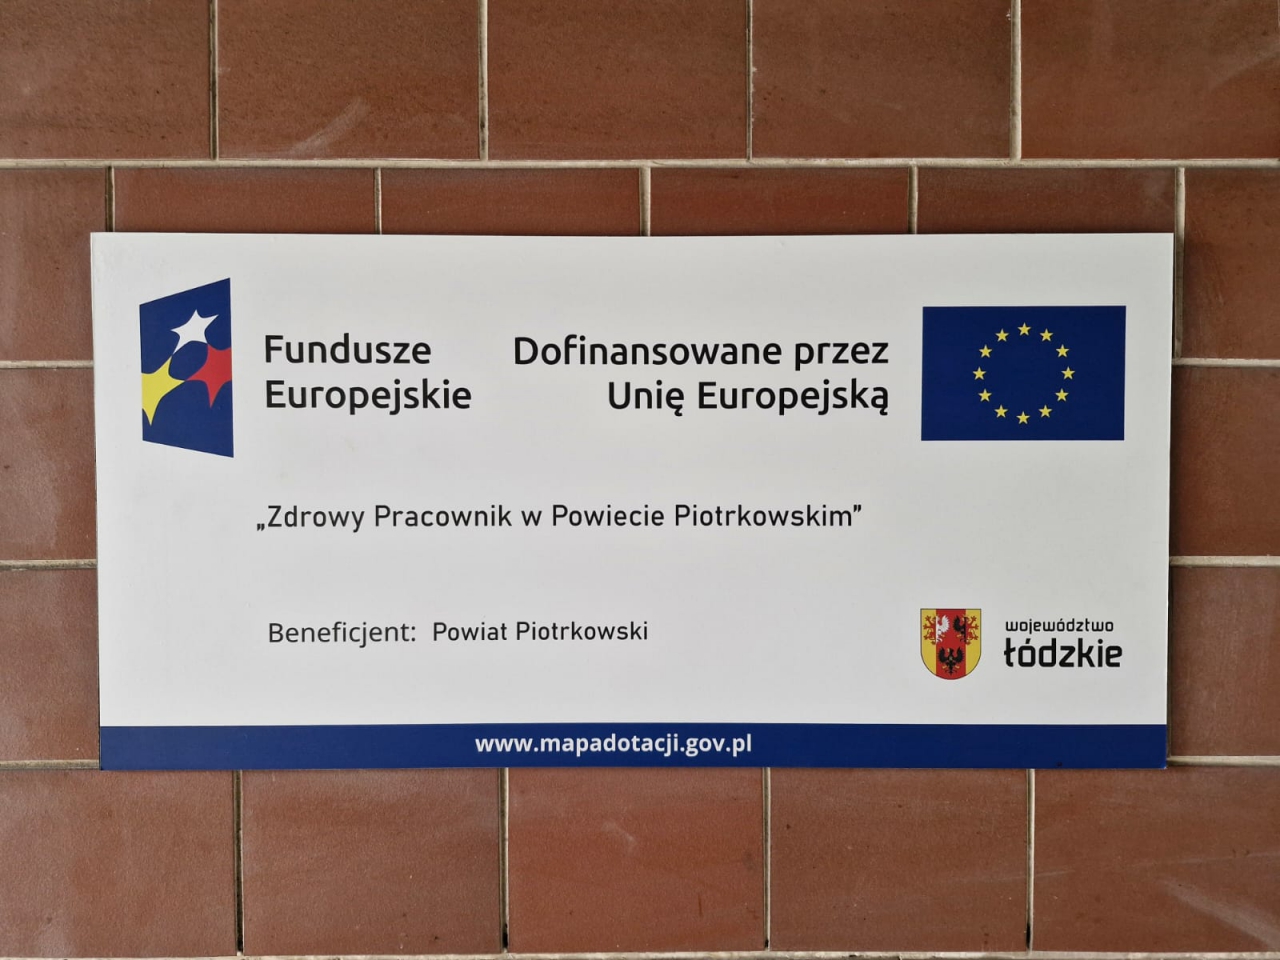 Fundusze
Europejskie
Dofinansowane przez
Unię Europejską
„Zdrowy Pracownik w Powiecie Piotrkowskim”
Beneficjent: Powiat Piotrkowski
województwo
łódzkie
www.mapadotacji.gov.pl